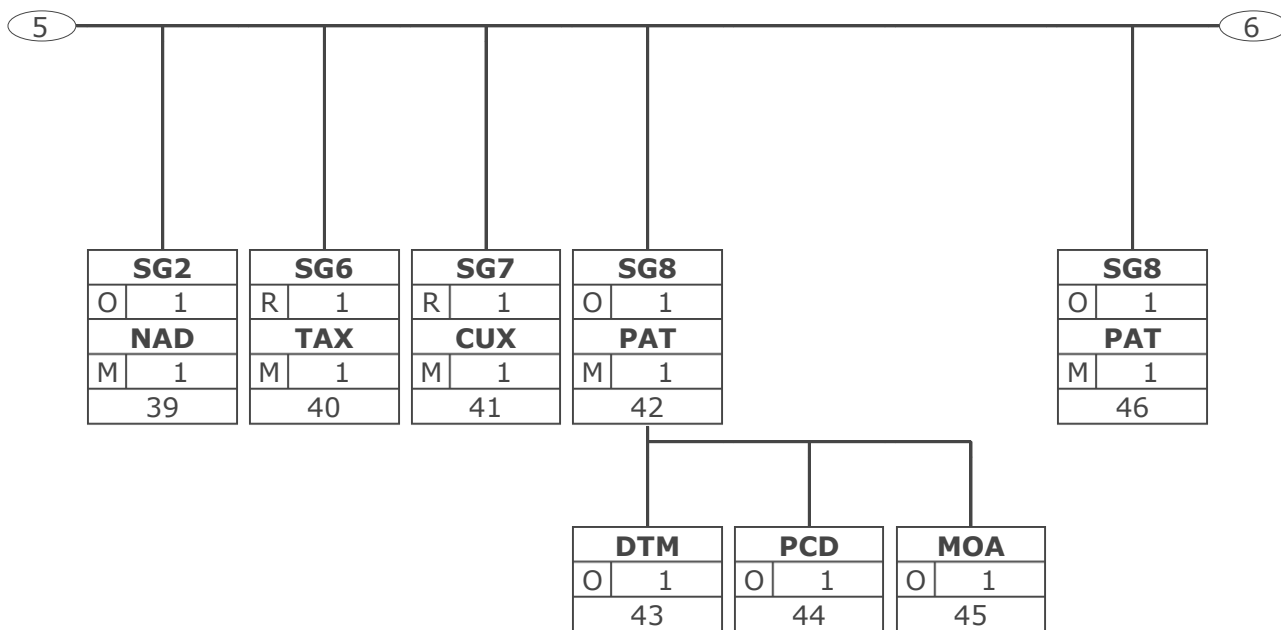 5
6
SG2
O 1
NAD
M 1
39
SG6
R 1
TAX
M 1
40
SG7
R 1
CUX
M 1
41
SG8
O 1
PAT
M 1
42
SG8
O 1
PAT
M 1
46
DTM
O 1
43
PCD
O 1
44
MOA
O 1
45